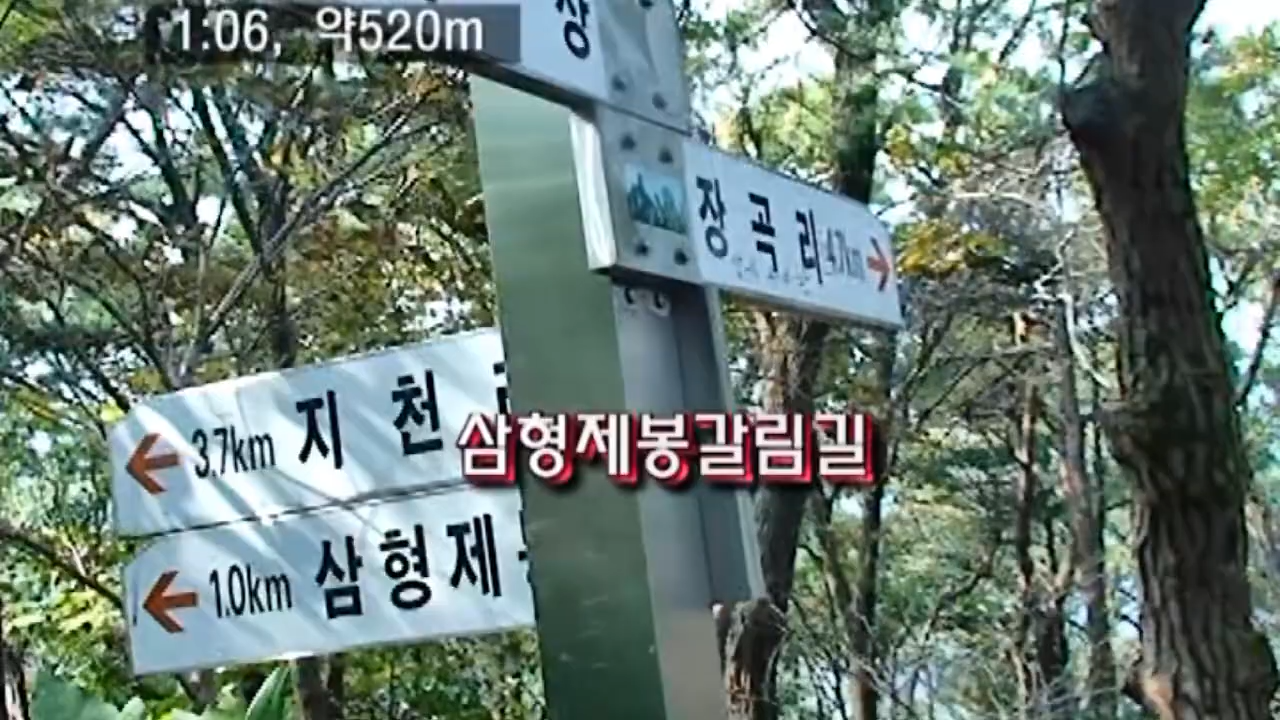 1:06, 약520m
상
장곡리 4.7km
3.7km 지천
삼형제봉갈림길
1.0km 삼형제